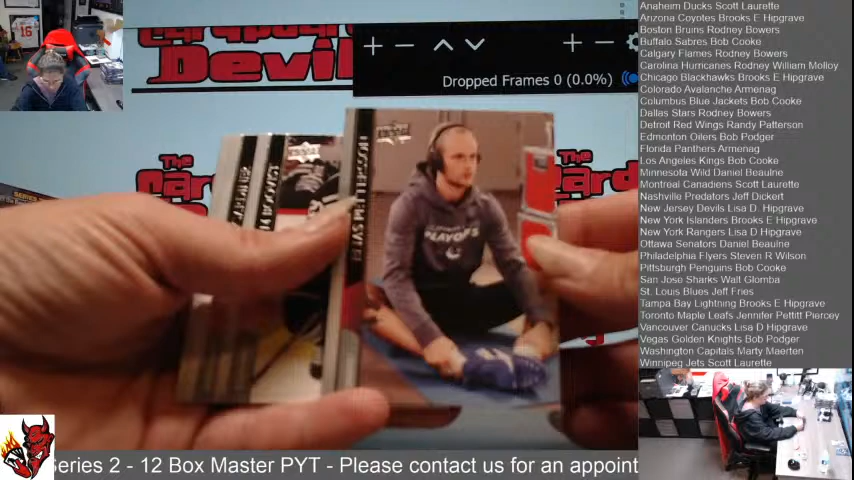 Cardboard
Devil
The
The
Dropped Frames 0 (0.0%)
16
UPPER DECK
ELIAS PETTERSSON
PLAYOFFS
Series 2 - 12 Box Master PYT - Please contact us for an appoint
Anaheim Ducks Scott Laurette
Arizona Coyotes Brooks E Hipgrave
Boston Bruins Rodney Bowers
Buffalo Sabres Bob Cooke
Calgary Flames Rodney Bowers
Carolina Hurricanes Rodney William Molloy
Chicago Blackhawks Brooks E Hipgrave
Colorado Avalanche Armenag
Columbus Blue Jackets Bob Cooke
Dallas Stars Rodney Bowers
Detroit Red Wings Randy Patterson
Edmonton Oilers Bob Podger
Florida Panthers Armenag
Los Angeles Kings Bob Cooke
Minnesota Wild Daniel Beaulne
Montreal Canadiens Scott Laurette
Nashville Predators Jeff Dickert
New Jersey Devils Lisa D. Hipgrave
New York Islanders Brooks E Hipgrave
New York Rangers Lisa D Hipgrave
Ottawa Senators Daniel Beaulne
Philadelphia Flyers Steven R Wilson
Pittsburgh Penguins Bob Cooke
San Jose Sharks Walt Glomba
St. Louis Blues Jeff Fries
Tampa Bay Lightning Brooks E Hipgrave
Toronto Maple Leafs Jennifer Pettitt Piercey
Vancouver Canucks Lisa D Hipgrave
Vegas Golden Knights Bob Podger
Washington Capitals Marty Maerten
Winnipeg Jets Scott Laurette